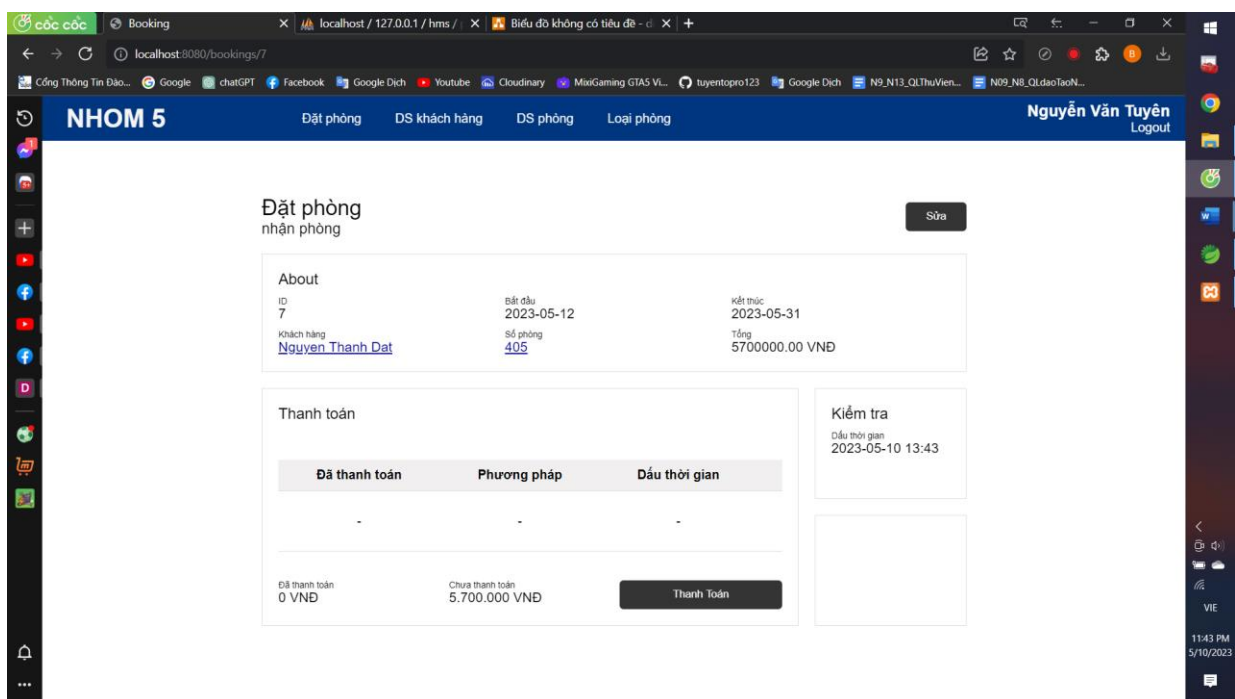 cốc cốc Booking localhost / 127.0.0.1 / hms / Biểu đồ không có tiêu đề - d
localhost:8080/bookings/7 B
Cổng Thông Tin Đào... Google chatGPT Facebook Google Dịch Youtube Cloudinary MixiGaming GTA5 Vi... tuyentopro123 Google Dịch N9_N13_QLThuVien... N09_N8_QLdaoTaoN...
NHOM 5 Đặt phòng DS khách hàng DS phòng Loại phòng Nguyễn Văn Tuyên
Logout
Đặt phòng
nhận phòng
Sửa
About
ID Bắt đầu Kết thúc
7 2023-05-12 2023-05-31
Khách hàng Số phòng Tổng
Nguyen Thanh Dat 405 5700000.00 VNĐ
Thanh toán
Đã thanh toán Phương pháp Dấu thời gian
- - -
Đã thanh toán Chưa thanh toán
0 VNĐ 5.700.000 VNĐ Thanh Toán
Kiểm tra
Dấu thời gian
2023-05-10 13:43
VIE
11:43 PM
5/10/2023